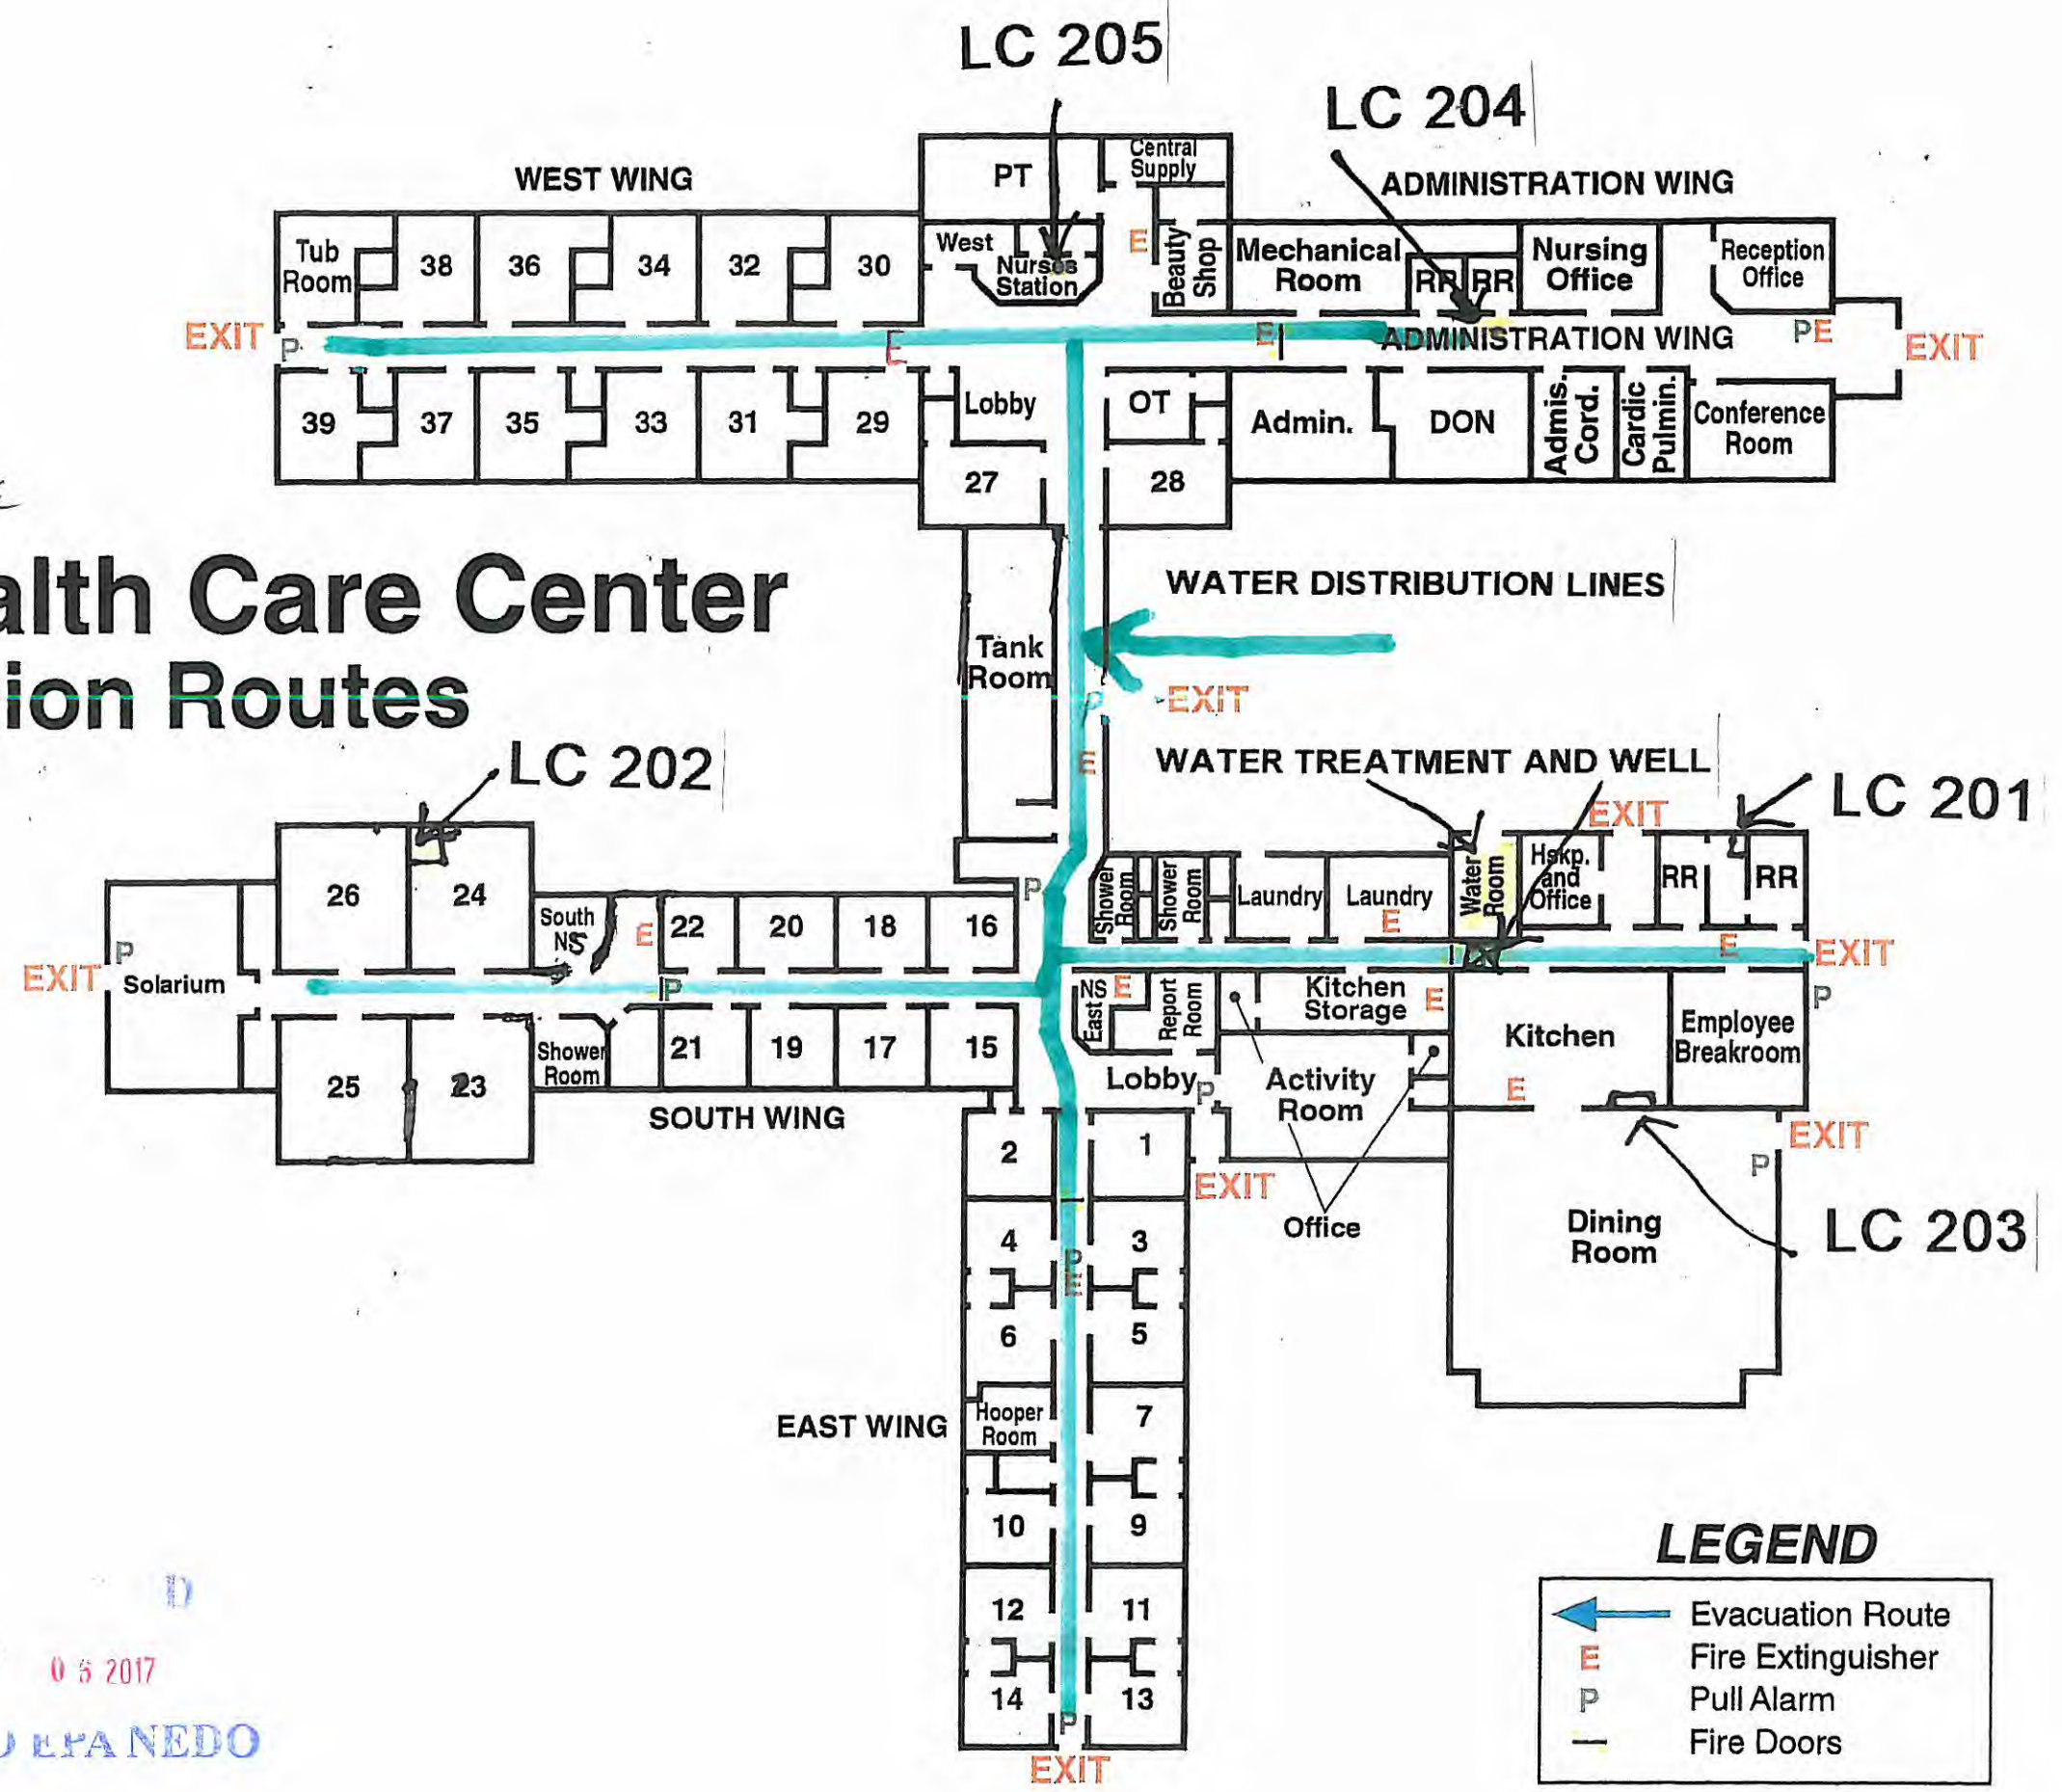 LC 205
LC 204
WEST WING
PT
Central
Supply
ADMINISTRATION WING
Tub
Room
38
36
34
32
30
West
Nurses
Station
E
Beauty
Shop
Mechanical
Room
RR
RR
Nursing
Office
Reception
Office
EXIT
P
E
E
ADMINISTRATION WING
PE
EXIT
39
37
35
33
31
29
Lobby
OT
Admin.
DON
Admis.
Cord.
Cardic
Pulmin.
Conference
Room
27
28
alth Care Center
ion Routes
WATER DISTRIBUTION LINES
Tank
Room
P
EXIT
E
LC 202
WATER TREATMENT AND WELL
EXIT
LC 201
26
24
South
NS
E
22
20
18
16
P
Shower
Room
Shower
Room
Laundry
Laundry
E
Water
Room
Hskp.
and
Office
RR
RR
P
EXIT
Solarium
P
E
EXIT
NS
East
E
Report
Room
Kitchen
Storage
E
Kitchen
E
Employee
Breakroom
P
25
23
Shower
Room
21
19
17
15
Lobby
P
Activity
Room
SOUTH WING
EXIT
P
2
1
EXIT
Office
Dining
Room
LC 203
4
3
P
E
6
5
EAST WING
Hooper
Room
7
10
9
12
11
14
13
P
EXIT
LEGEND
Evacuation Route
E Fire Extinguisher
P Pull Alarm
Fire Doors
D
0 5 2017
EPA NEDO